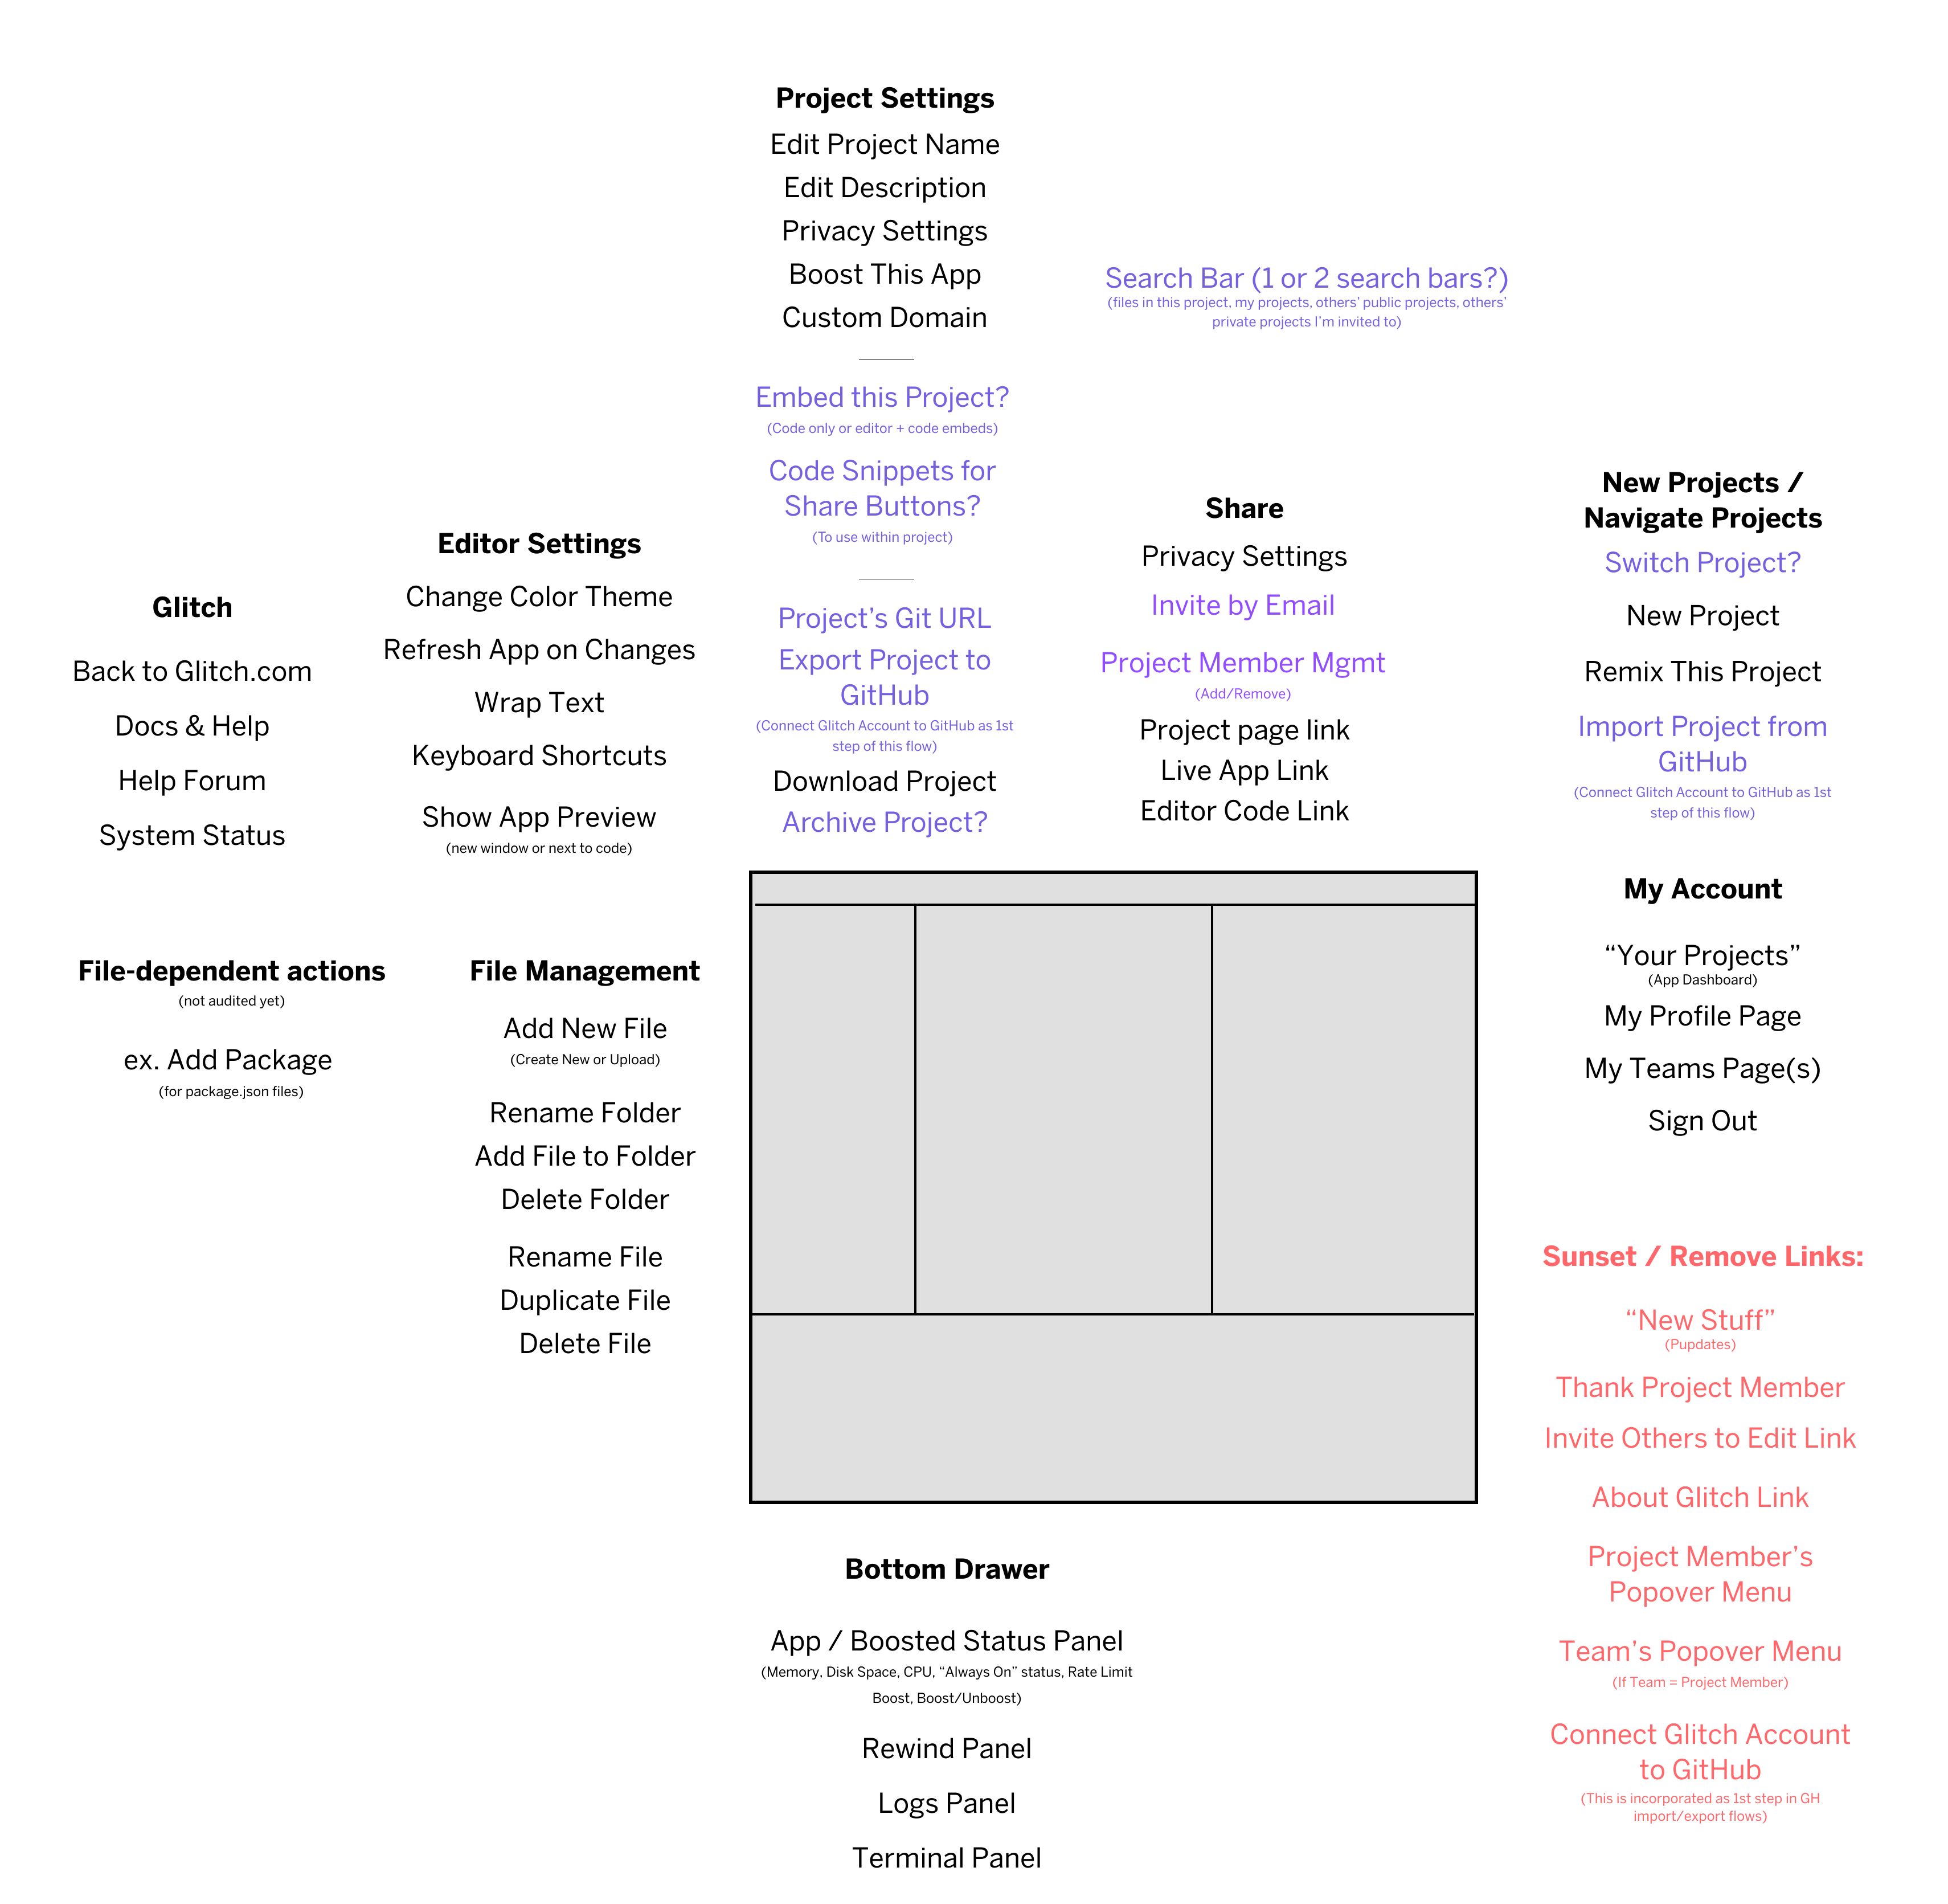 Project Settings
Edit Project Name
Edit Description
Privacy Settings
Boost This App
Custom Domain
Embed this Project?
(Code only or editor + code embeds)
Code Snippets for
Share Buttons?
(To use within project)
Project’s Git URL
Export Project to
GitHub
(Connect Glitch Account to GitHub as 1st
step of this flow)
Download Project
Archive Project?
Search Bar (1 or 2 search bars?)
(files in this project, my projects, others’ public projects, others’
private projects I’m invited to)
Glitch
Back to Glitch.com
Docs & Help
Help Forum
System Status
Editor Settings
Change Color Theme
Refresh App on Changes
Wrap Text
Keyboard Shortcuts
Show App Preview
(new window or next to code)
Share
Privacy Settings
Invite by Email
Project Member Mgmt
(Add/Remove)
Project page link
Live App Link
Editor Code Link
New Projects /
Navigate Projects
Switch Project?
New Project
Remix This Project
Import Project from
GitHub
(Connect Glitch Account to GitHub as 1st
step of this flow)
My Account
“Your Projects”
(App Dashboard)
My Profile Page
My Teams Page(s)
Sign Out
File-dependent actions
(not audited yet)
ex. Add Package
(for package.json files)
File Management
Add New File
(Create New or Upload)
Rename Folder
Add File to Folder
Delete Folder
Rename File
Duplicate File
Delete File
Sunset / Remove Links:
“New Stuff”
(Pupdates)
Thank Project Member
Invite Others to Edit Link
About Glitch Link
Project Member’s
Popover Menu
Team’s Popover Menu
(If Team = Project Member)
Connect Glitch Account
to GitHub
(This is incorporated as 1st step in GH
import/export flows)
Bottom Drawer
App / Boosted Status Panel
(Memory, Disk Space, CPU, “Always On” status, Rate Limit
Boost, Boost/Unboost)
Rewind Panel
Logs Panel
Terminal Panel